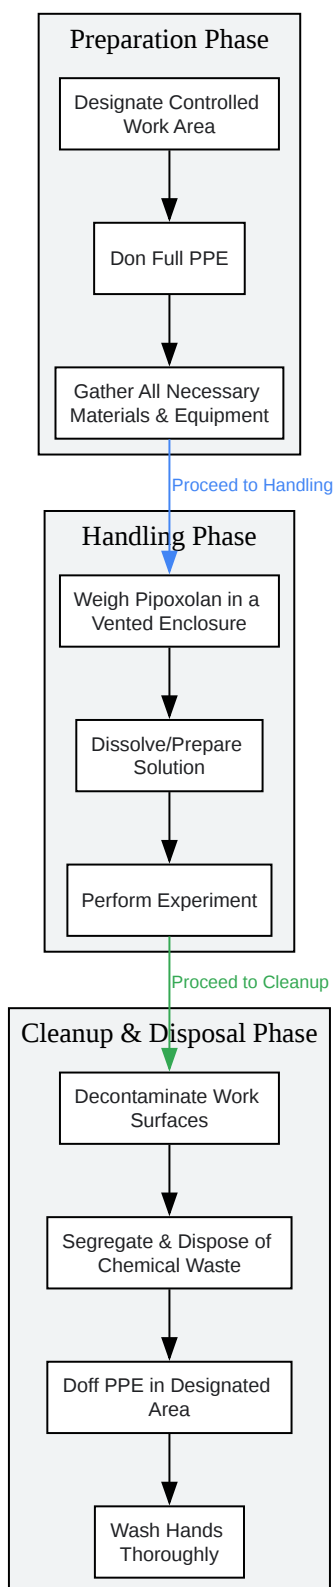 Preparation Phase
Designate Controlled
Work Area
Don Full PPE
Gather All Necessary
Materials & Equipment
Proceed to Handling
Handling Phase
Weigh Pipoxolan in a
Vented Enclosure
Dissolve/Prepare
Solution
Perform Experiment
Proceed to Cleanup
Cleanup & Disposal Phase
Decontaminate Work
Surfaces
Segregate & Dispose of
Chemical Waste
Doff PPE in Designated
Area
Wash Hands
Thoroughly